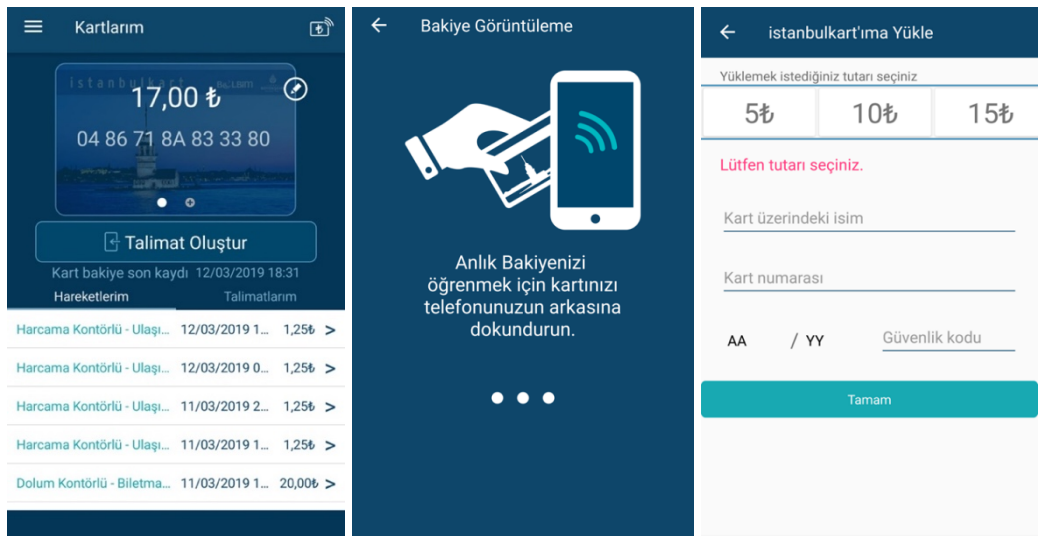 Kartlarım
istanbulkart
17,00 ₺
04 86 71 8A 83 33 80
Talimat Oluştur
Kart bakiye son kaydı 12/03/2019 18:31
Hareketlerim Talimatlarım
Harcama Kontörlü - Ulaşı... 12/03/2019 1... 1,25₺ >
Harcama Kontörlü - Ulaşı... 12/03/2019 0... 1,25₺ >
Harcama Kontörlü - Ulaşı... 11/03/2019 2... 1,25₺ >
Harcama Kontörlü - Ulaşı... 11/03/2019 1... 1,25₺ >
Dolum Kontörlü - Biletma... 11/03/2019 1... 20,00₺ >
Bakiye Görüntüleme
Anlık Bakiyenizi
öğrenmek için kartınızı
telefonunuzun arkasına
dokundurun.
istanbulkart'ıma Yükle
Yüklemek istediğiniz tutarı seçiniz
5₺ 10₺ 15₺
Lütfen tutarı seçiniz.
Kart üzerindeki isim
Kart numarası
AA / YY Güvenlik kodu
Tamam